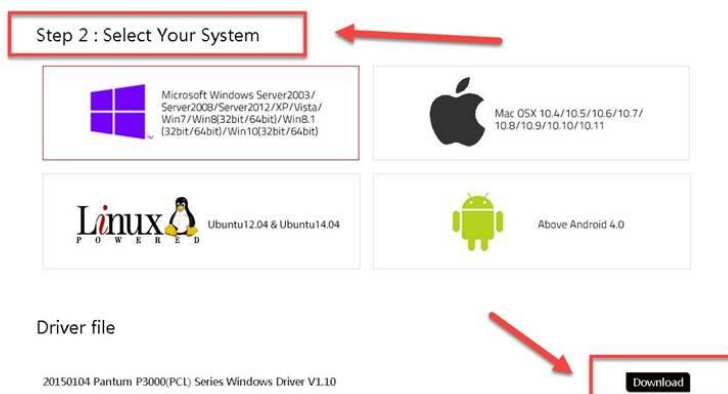 Step 2 : Select Your System
Microsoft Windows Server2003/
Server2008/Server2012/XP/Vista/
Win7/Win8(32bit/64bit)/Win8.1
(32bit/64bit)/Win10(32bit/64bit)
Mac OSX 10.4/10.5/10.6/10.7/
10.8/10.9/10.10/10.11
Linux
POWERED
Ubuntu12.04 & Ubuntu14.04
Above Android 4.0
Driver file
20150104 Pantum P3000(PCL) Series Windows Driver V1.10
Download